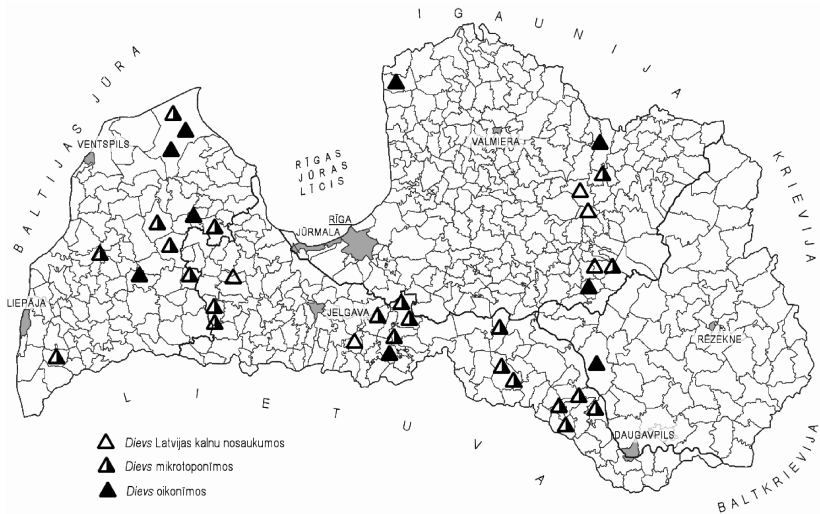 IGAUNIJA
BALTIJAS JŪRA
VENTSPILS
VALMIERA
RĪGAS
JŪRAS
LĪCIS
KRIEVIJA
RĪGA
JŪRMALA
LIEPĀJA
JELGAVA
RĒZEKNE
LIETUVA
DAUGAVPILS
BALTKRIEVIJA
Dievs Latvijas kalnu nosaukumos
Dievs mikrotoponīmos
Dievs oikonīmos